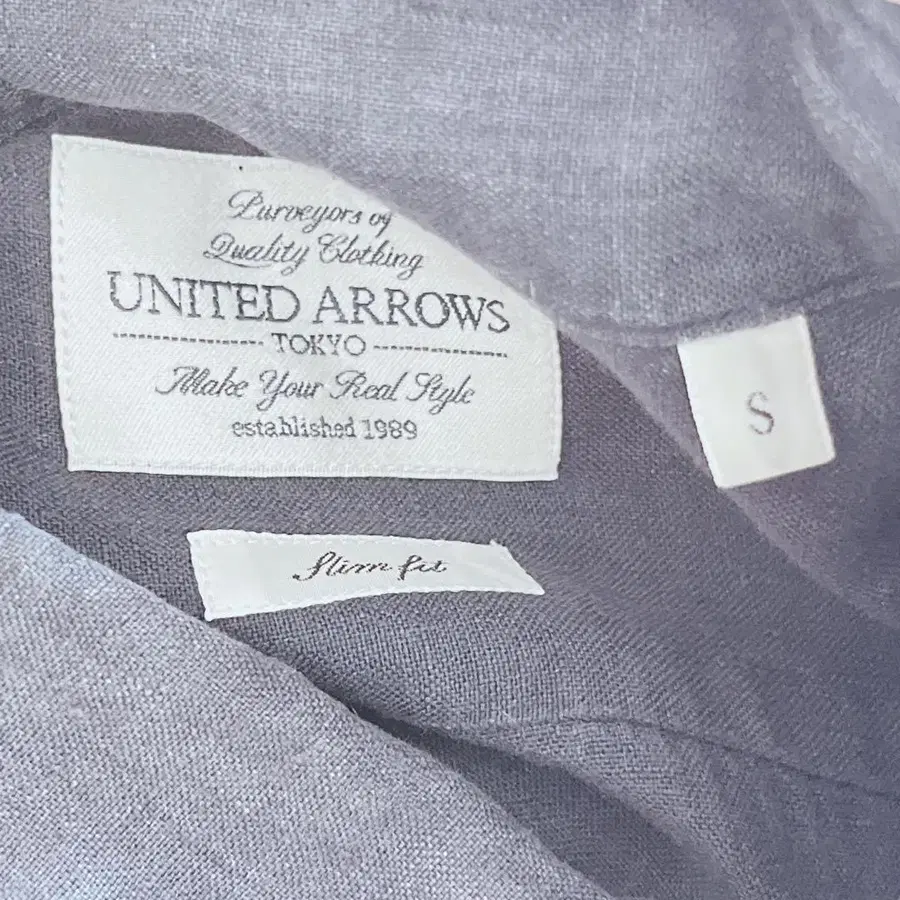 Purveyors of
Quality Clothing
UNITED ARROWS
TOKYO
Make Your Real Style
established 1989
S
Slim fit